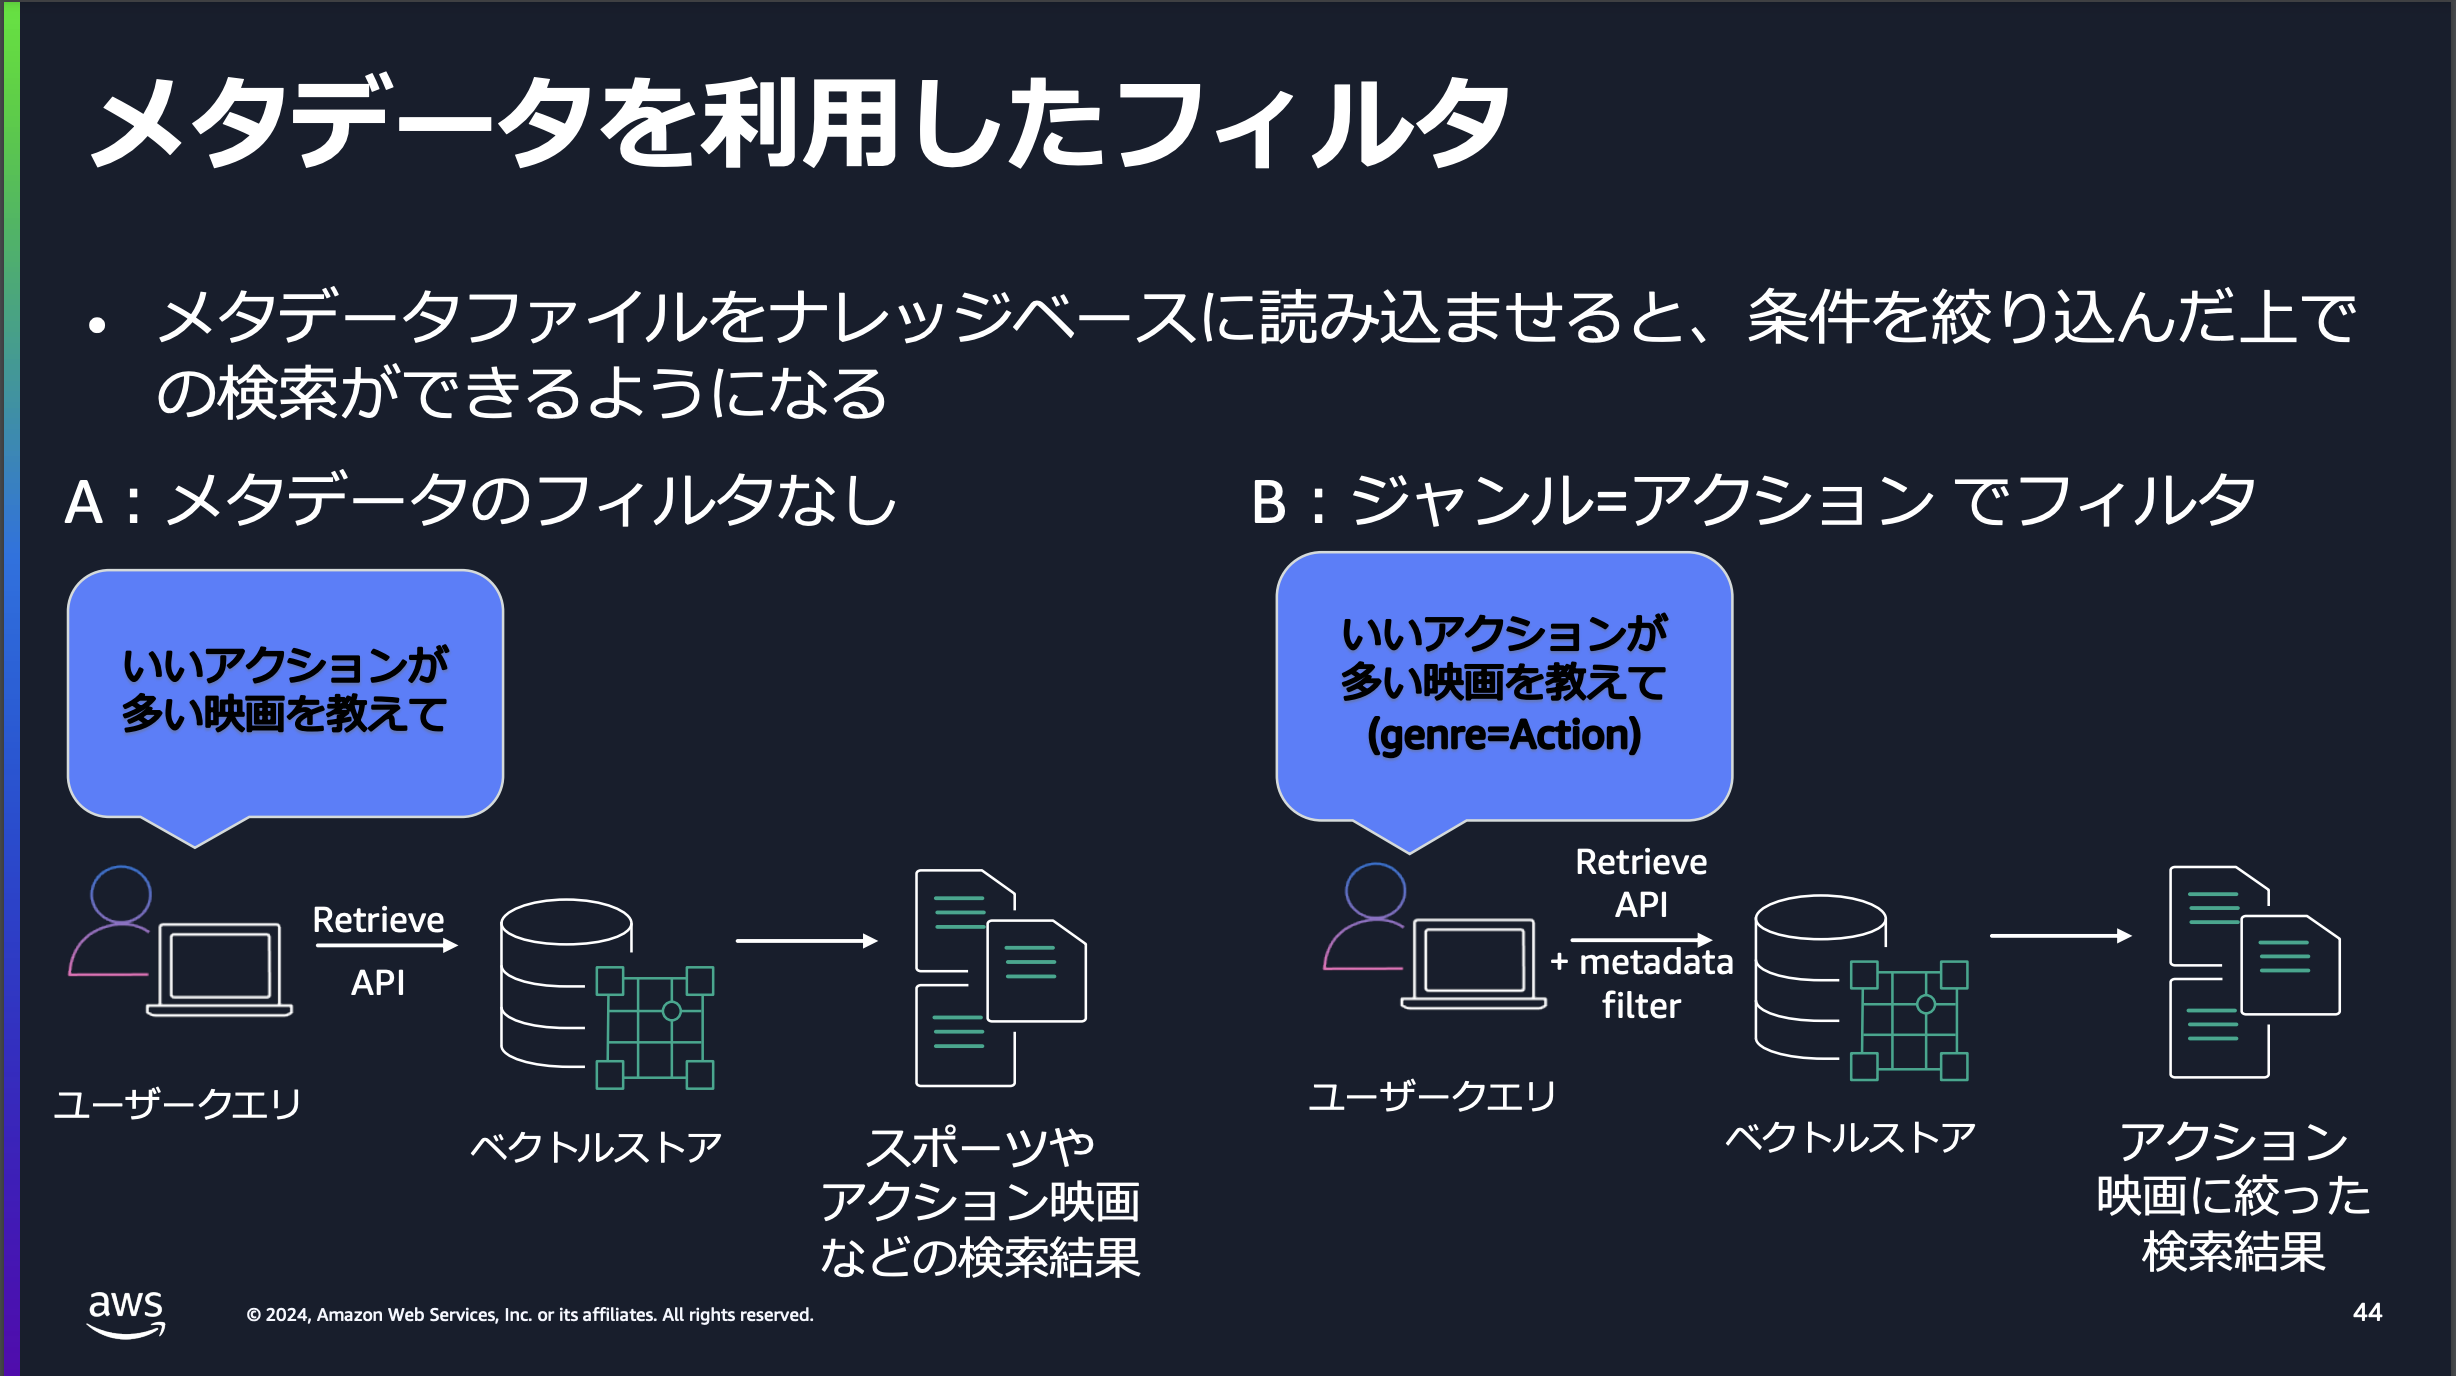 メタデータを利用したフィルタ
• メタデータファイルをナレッジベースに読み込ませると、条件を絞り込んだ上で
の検索ができるようになる
A：メタデータのフィルタなし
いいアクションが
多い映画を教えて
Retrieve
API
ユーザークエリ
ベクトルストア
スポーツや
アクション映画
などの検索結果
B：ジャンル=アクション でフィルタ
いいアクションが
多い映画を教えて
(genre=Action)
Retrieve
API
+ metadata
filter
ユーザークエリ
ベクトルストア
アクション
映画に絞った
検索結果
aws
© 2024, Amazon Web Services, Inc. or its affiliates. All rights reserved.
44